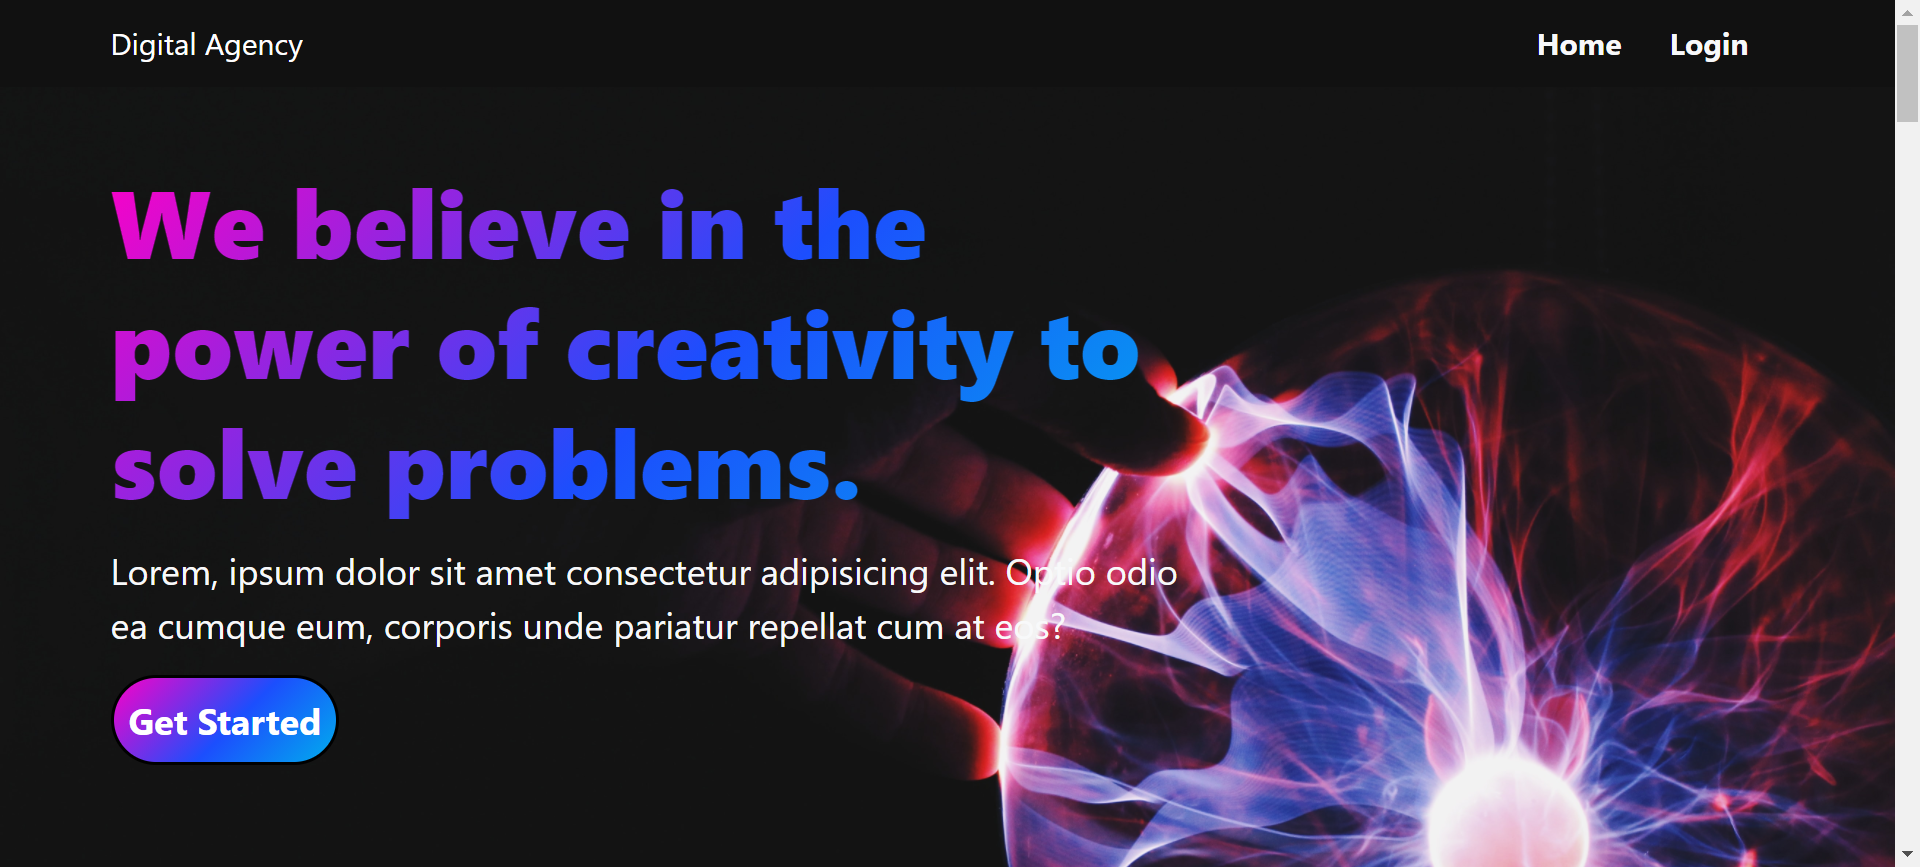 Digital Agency
Home
Login
We believe in the
power of creativity to
solve problems.
Lorem, ipsum dolor sit amet consectetur adipisicing elit. Optio odio
ea cumque eum, corporis unde pariatur repellat cum at eos?
Get Started